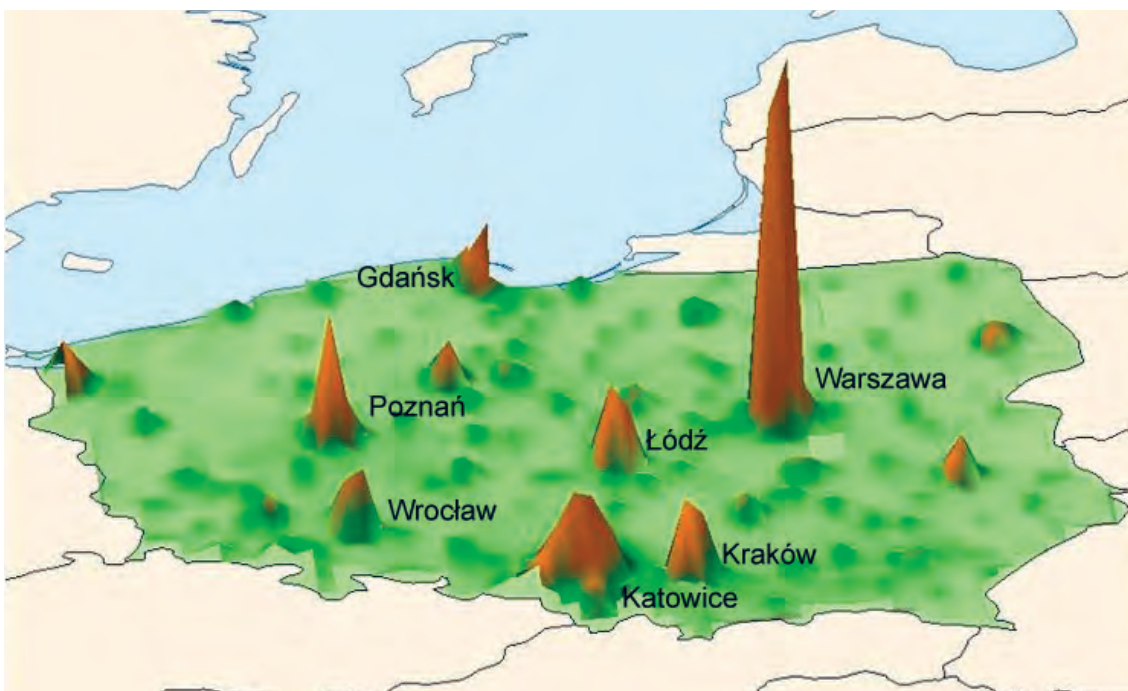 Gdańsk
Warszawa
Poznań
Łódź
Wrocław
Kraków
Katowice